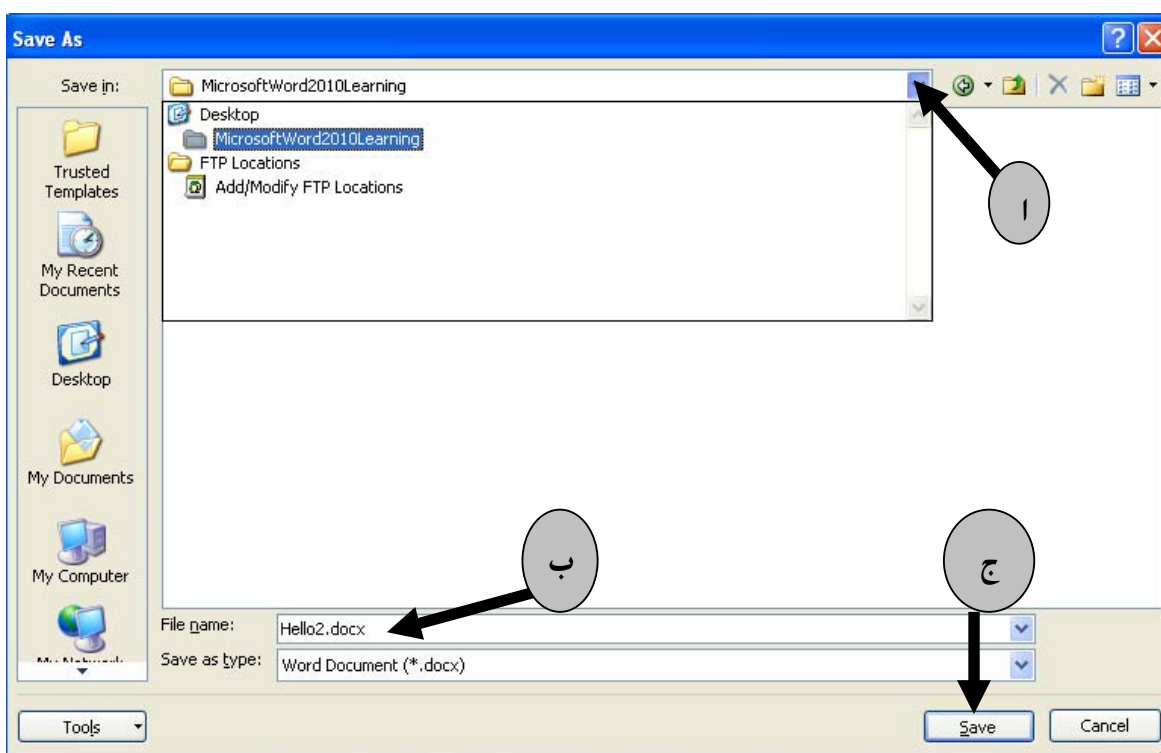 Save As
Save in:
MicrosoftWord2010Learning
Desktop
MicrosoftWord2010Learning
FTP Locations
Add/Modify FTP Locations
ا
Trusted
Templates
My Recent
Documents
Desktop
My Documents
My Computer
ب
ج
File name:
Hello2.docx
Save as type:
Word Document (*.docx)
Tools
Save
Cancel